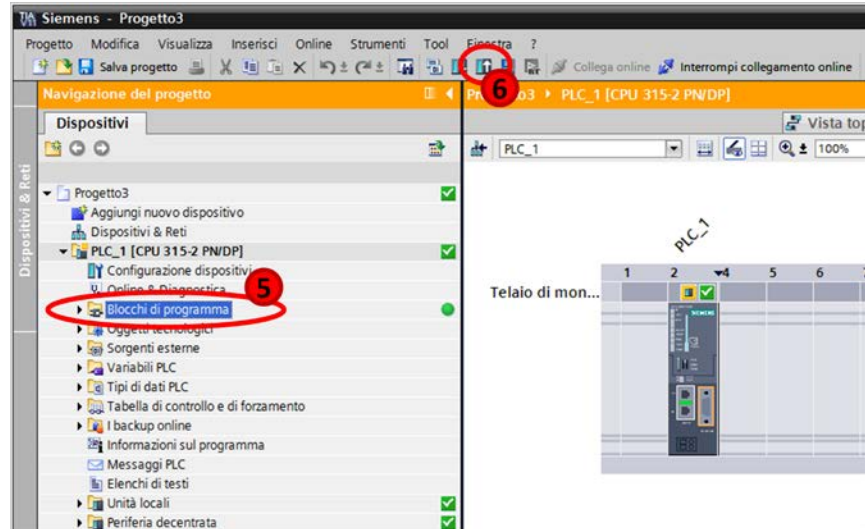 Siemens - Progetto3
Progetto Modifica Visualizza Inserisci Online Strumenti Tool Finestra ?
Salva progetto Collega online Interrompi collegamento online
6
Navigazione del progetto
PLC_1 [CPU 315-2 PN/DP]
Dispositivi
Vista top
PLC_1
100%
Dispositivi & Reti
Progetto3
Aggiungi nuovo dispositivo
Dispositivi & Reti
PLC_1 [CPU 315-2 PN/DP]
Configurazione dispositivi
Online & Diagnostica
5
Blocchi di programma
Oggetti tecnologici
Sorgenti esterne
Variabili PLC
Tipi di dati PLC
Tabella di controllo e di forzamento
I backup online
Informazioni sul programma
Messaggi PLC
Elenchi di testi
Unità locali
Periferia decentrata
PLC_1
1 2 4 5 6
Telaio di mon...
SIEMENS